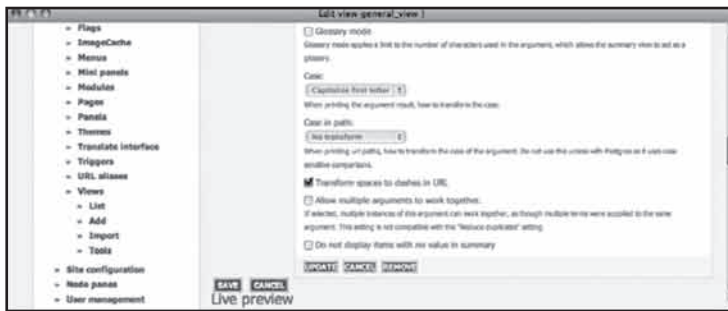 Edit view general_view |
Flags
ImageCache
Menus
Mini panels
Modules
Pages
Panels
Themes
Translate interface
Triggers
URL aliases
Views
List
Add
Import
Tools
Site configuration
Node panes
User management
Glossary mode
Glossary mode applies a limit to the number of characters used in the argument, which allows the summary view to act as a
glossary.
Case:
Capitalize first letter
When printing the argument result, how to transform the case.
Case in path:
No transform
When printing url paths, how to transform the case of the argument. Do not use this unless with Postgres as it uses case
sensitive comparisons.
Transform spaces to dashes in URL
Allow multiple arguments to work together.
If selected, multiple instances of this argument can work together, as though multiple terms were supplied to the same
argument. This setting is not compatible with the "Reduce duplicates" setting.
Do not display items with no value in summary
UPDATE CANCEL REMOVE
SAVE CANCEL
Live preview